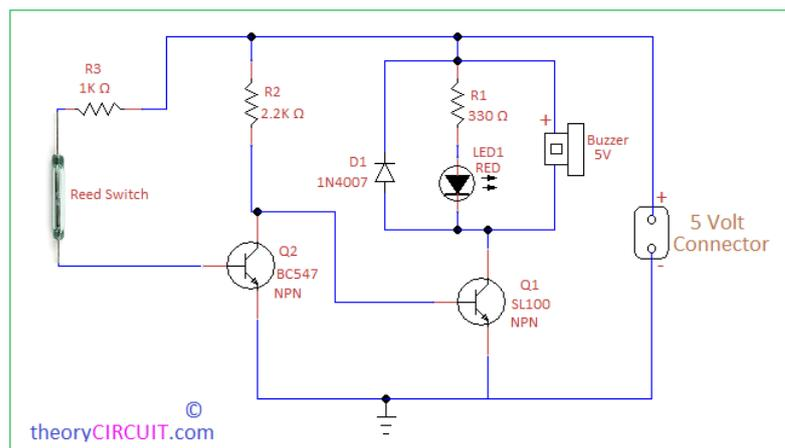 R3
1K Ω
R2
2.2K Ω
R1
330 Ω
+
Buzzer
5V
LED1
RED
D1
1N4007
Reed Switch
+
5 Volt
Connector
-
Q2
BC547
NPN
Q1
SL100
NPN
©
theoryCIRCUIT.com